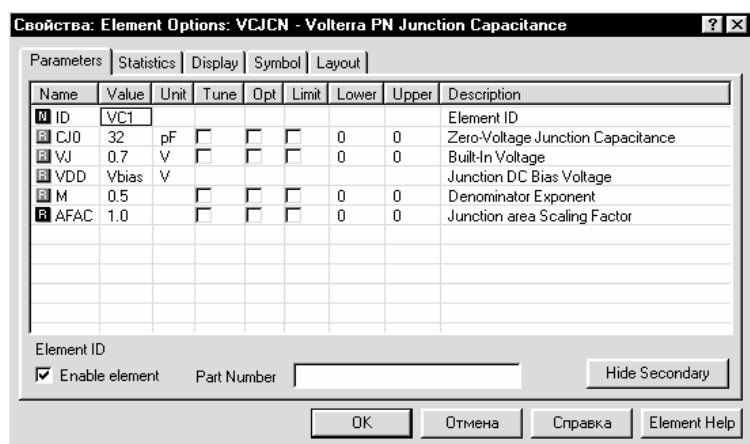 Свойства: Element Options: VCJCN - Volterra PN Junction Capacitance
Parameters Statistics Display Symbol Layout
Name Value Unit Tune Opt Limit Lower Upper Description
ID VC1 Element ID
CJ0 32 pF 0 0 Zero-Voltage Junction Capacitance
VJ 0.7 V 0 0 Built-In Voltage
VDD Vbias V Junction DC Bias Voltage
M 0.5 0 0 Denominator Exponent
AFAC 1.0 0 0 Junction area Scaling Factor
Element ID
Enable element Part Number Hide Secondary
OK Отмена Справка Element Help